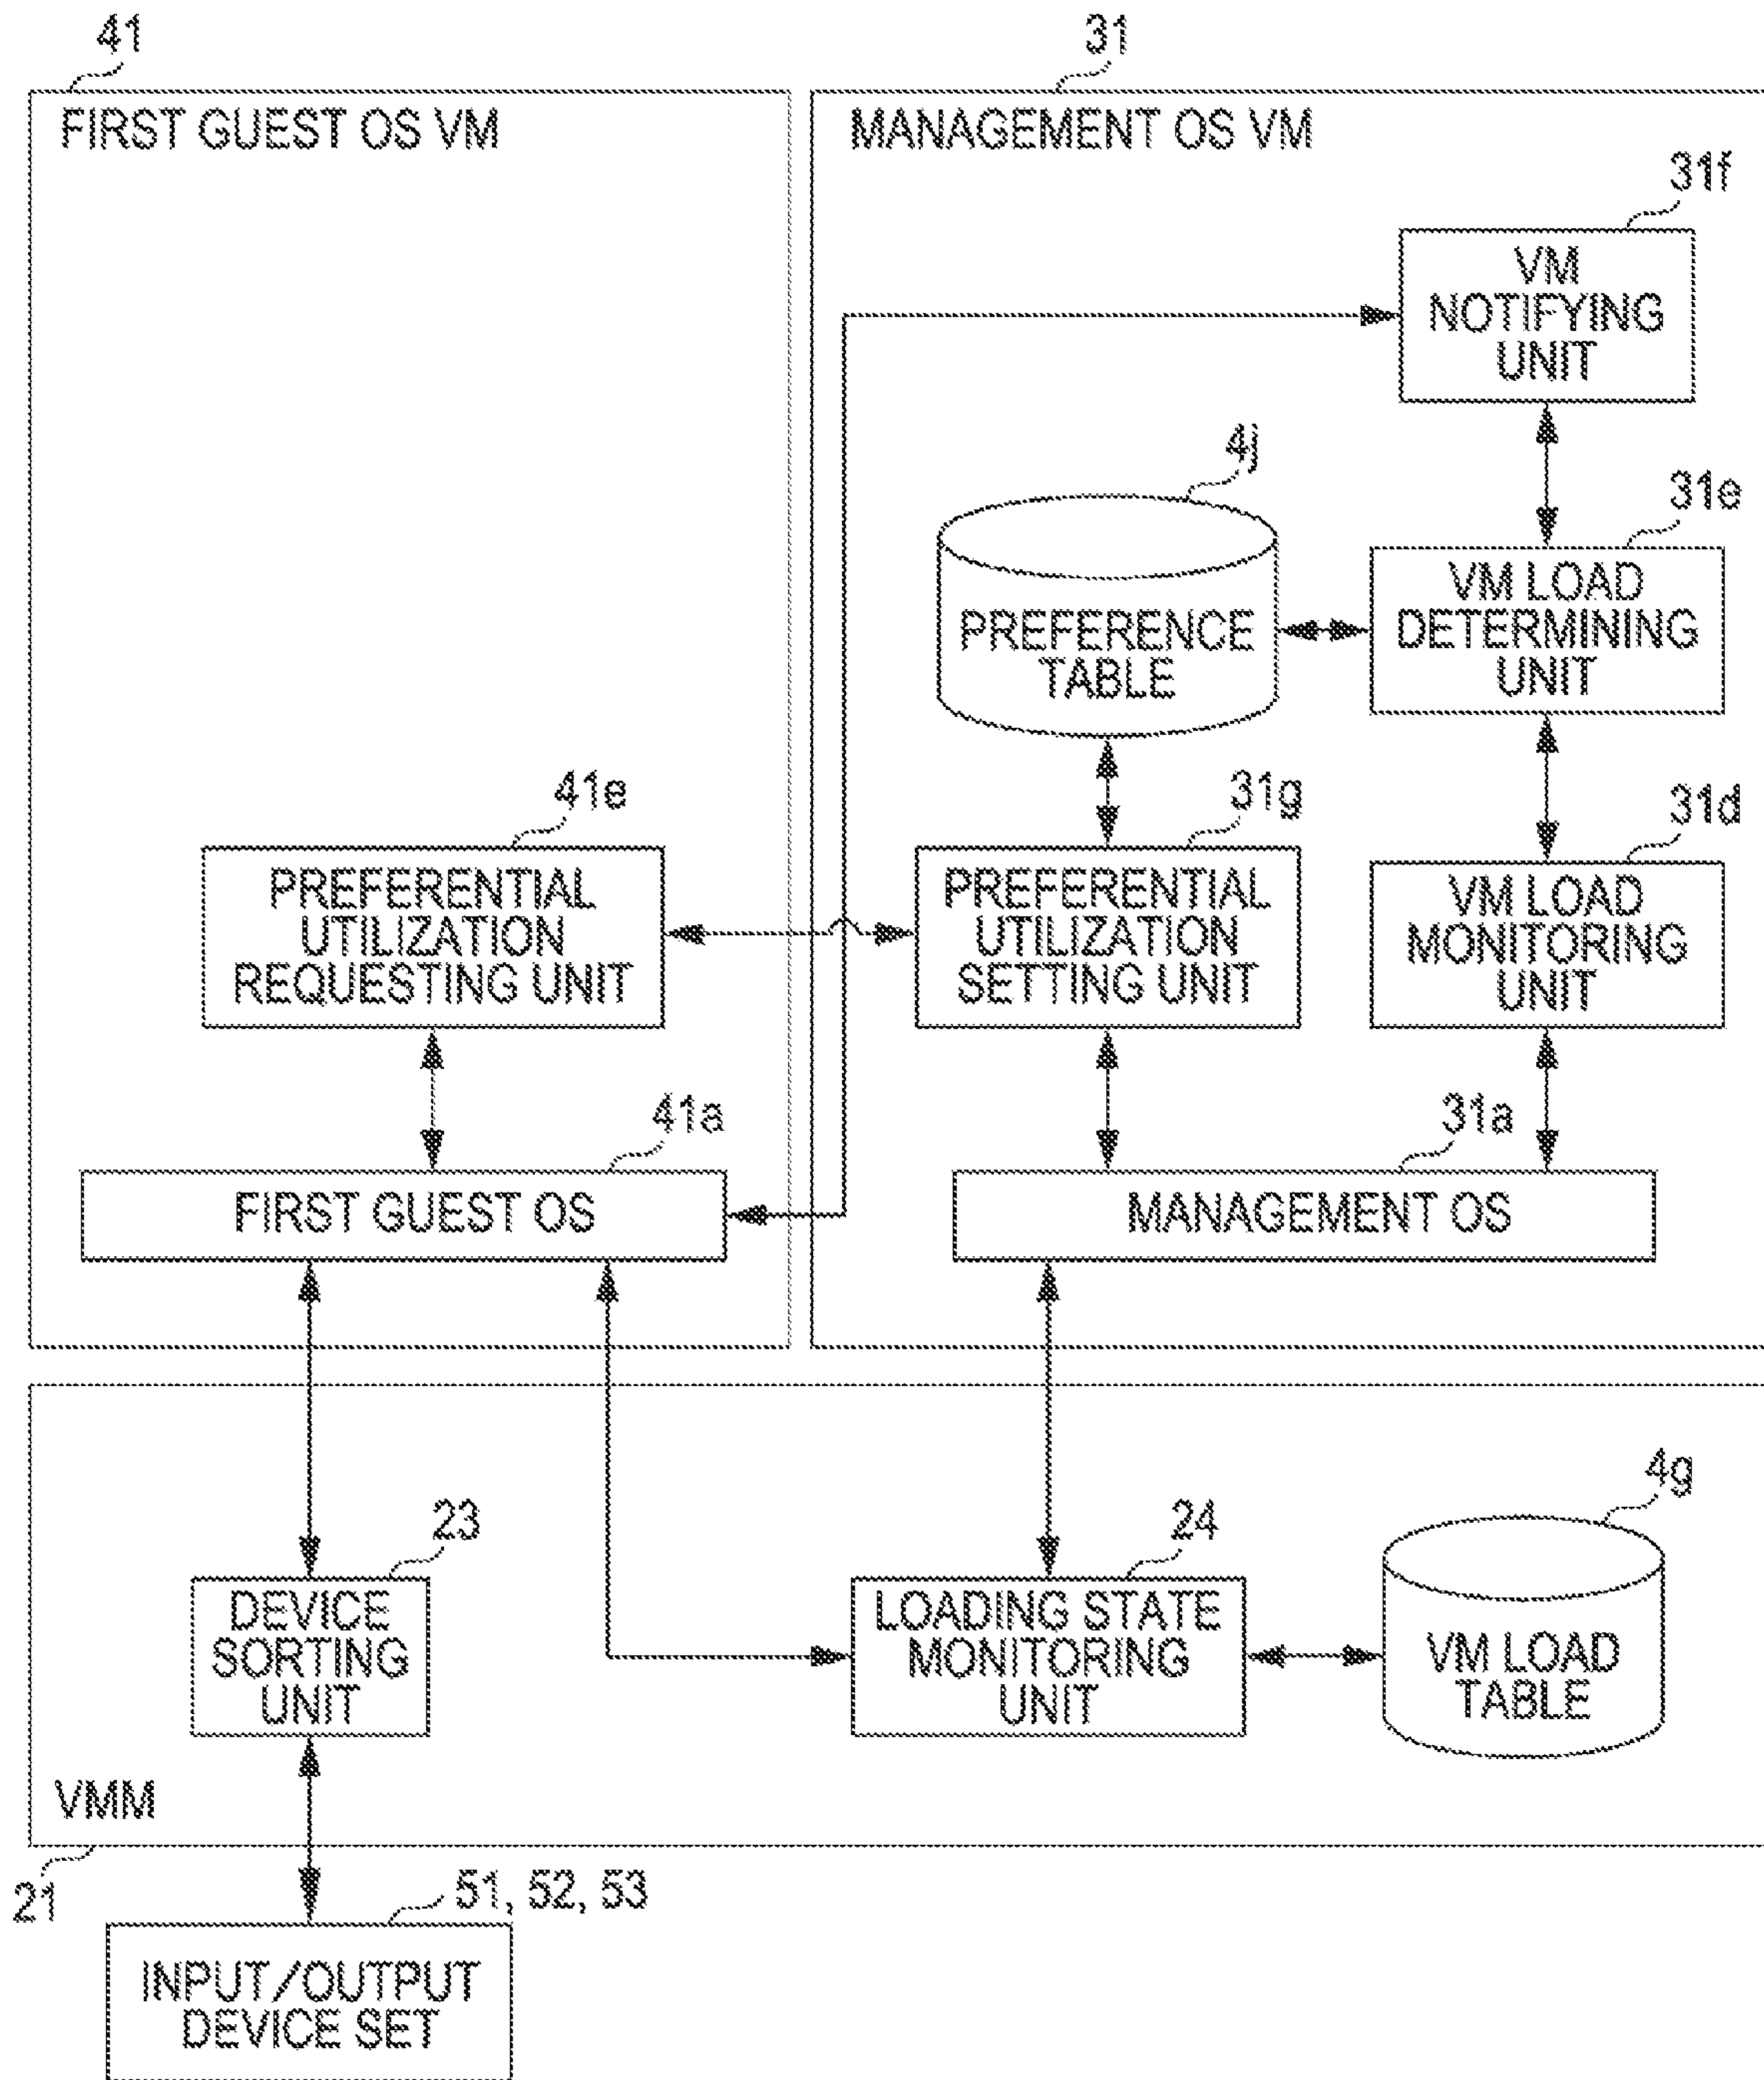 41
31
FIRST GUEST OS VM
MANAGEMENT OS VM
31f
VM
NOTIFYING
UNIT
4j
31e
PREFERENCE
TABLE
VM LOAD
DETERMINING
UNIT
41e
31g
31d
PREFERENTIAL
UTILIZATION
REQUESTING UNIT
PREFERENTIAL
UTILIZATION
SETTING UNIT
VM LOAD
MONITORING
UNIT
41a
31a
FIRST GUEST OS
MANAGEMENT OS
23
24
4g
DEVICE
SORTING
UNIT
LOADING STATE
MONITORING
UNIT
VM LOAD
TABLE
VMM
21
51, 52, 53
INPUT/OUTPUT
DEVICE SET